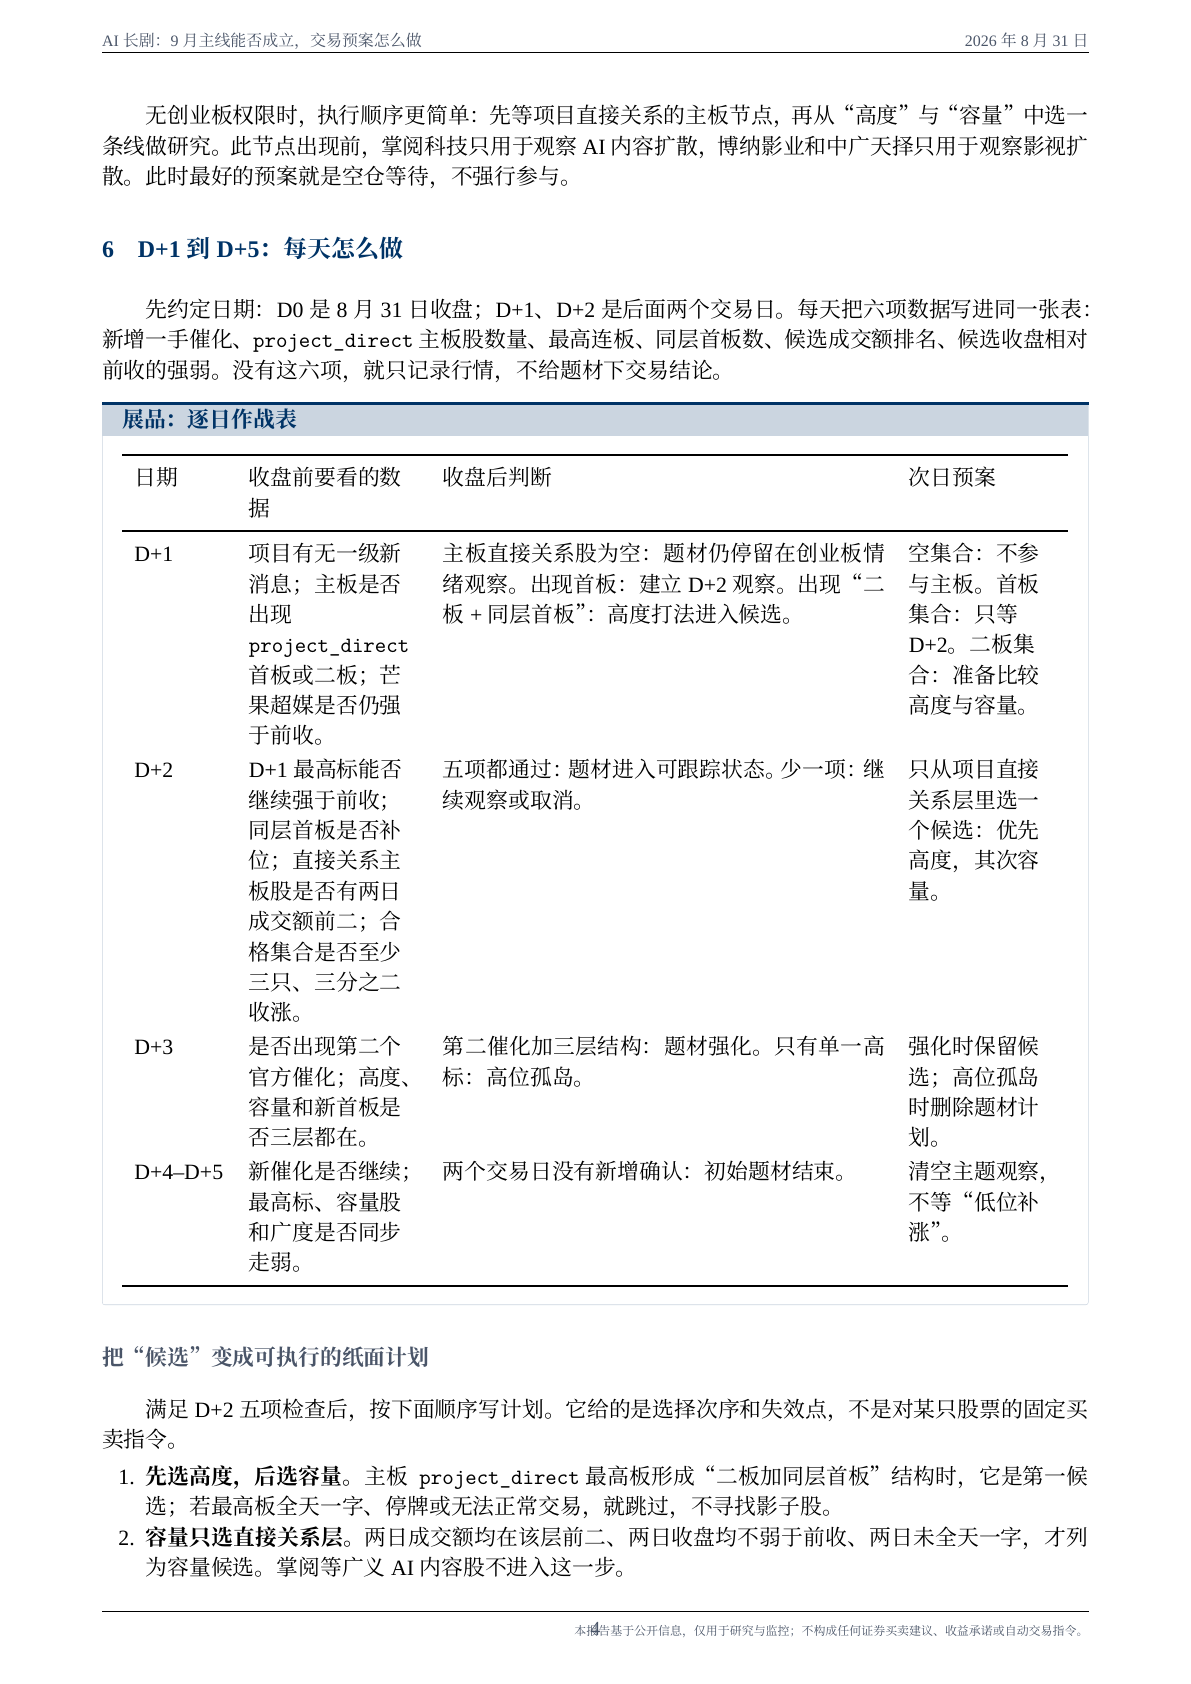 AI 长剧：9 月主线能否成立，交易预案怎么做
2026 年 8 月 31 日
无创业板权限时，执行顺序更简单：先等项目直接关系的主板节点，再从“高度”与“容量”中选一
条线做研究。此节点出现前，掌阅科技只用于观察 AI 内容扩散，博纳影业和中广天择只用于观察影视扩
散。此时最好的预案就是空仓等待，不强行参与。
6 D+1 到 D+5：每天怎么做
先约定日期：D0 是 8 月 31 日收盘；D+1、D+2 是后面两个交易日。每天把六项数据写进同一张表：
新增一手催化、project_direct 主板股数量、最高连板、同层首板数、候选成交额排名、候选收盘相对
前收的强弱。没有这六项，就只记录行情，不给题材下交易结论。
展品：逐日作战表
日期
收盘前要看的数
据
收盘后判断
次日预案
D+1
项目有无一级新
消息；主板是否
出现
project_direct
首板或二板；芒
果超媒是否仍强
于前收。
主板直接关系股为空：题材仍停留在创业板情
绪观察。出现首板：建立 D+2 观察。出现“二
板 + 同层首板”：高度打法进入候选。
空集合：不参
与主板。首板
集合：只等
D+2。二板集
合：准备比较
高度与容量。
D+2
D+1 最高标能否
继续强于前收；
同层首板是否补
位；直接关系主
板股是否有两日
成交额前二；合
格集合是否至少
三只、三分之二
收涨。
五项都通过：题材进入可跟踪状态。少一项：继
续观察或取消。
只从项目直接
关系层里选一
个候选：优先
高度，其次容
量。
D+3
是否出现第二个
官方催化；高度、
容量和新首板是
否三层都在。
第二催化加三层结构：题材强化。只有单一高
标：高位孤岛。
强化时保留候
选；高位孤岛
时删除题材计
划。
D+4–D+5
新催化是否继续；
最高标、容量股
和广度是否同步
走弱。
两个交易日没有新增确认：初始题材结束。
清空主题观察，
不等“低位补
涨”。
把“候选”变成可执行的纸面计划
满足 D+2 五项检查后，按下面顺序写计划。它给的是选择次序和失效点，不是对某只股票的固定买
卖指令。
1. 先选高度，后选容量。主板 project_direct 最高板形成“二板加同层首板”结构时，它是第一候
选；若最高板全天一字、停牌或无法正常交易，就跳过，不寻找影子股。
2. 容量只选直接关系层。两日成交额均在该层前二、两日收盘均不弱于前收、两日未全天一字，才列
为容量候选。掌阅等广义 AI 内容股不进入这一步。
4
本报告基于公开信息，仅用于研究与监控；不构成任何证券买卖建议、收益承诺或自动交易指令。